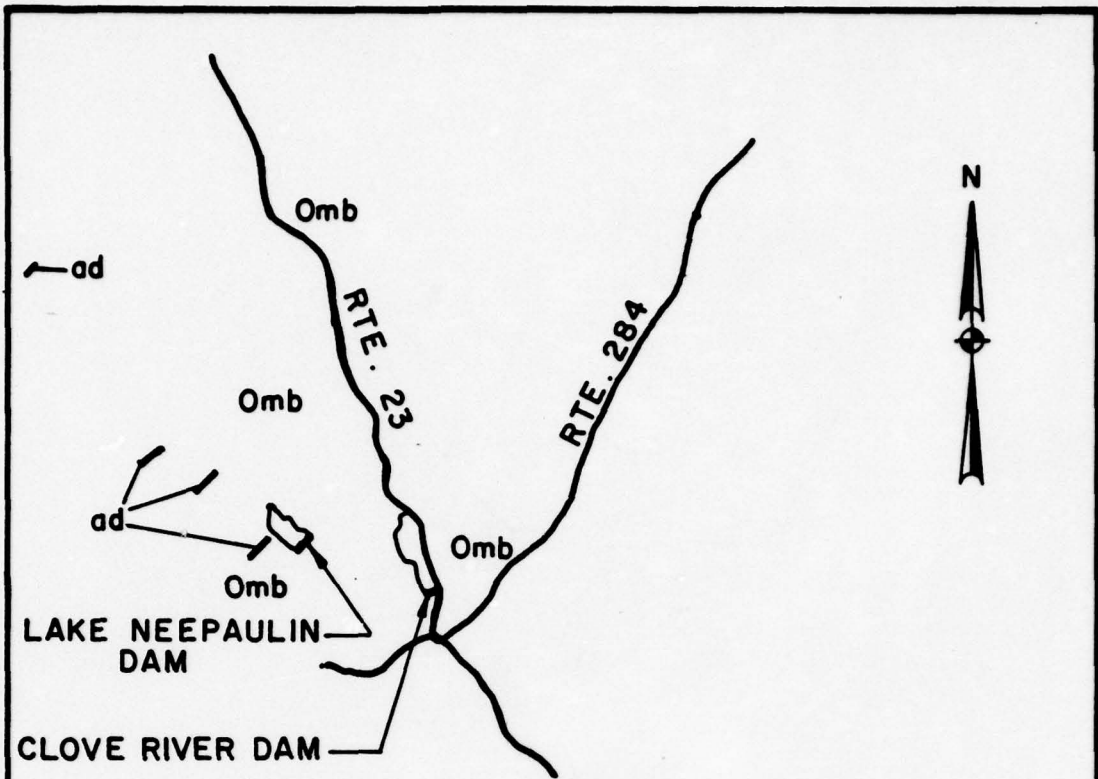 N
Omb
ad
RTE. 23
RTE. 284
Omb
ad
Omb
Omb
LAKE NEEPAULIN
DAM
CLOVE RIVER DAM